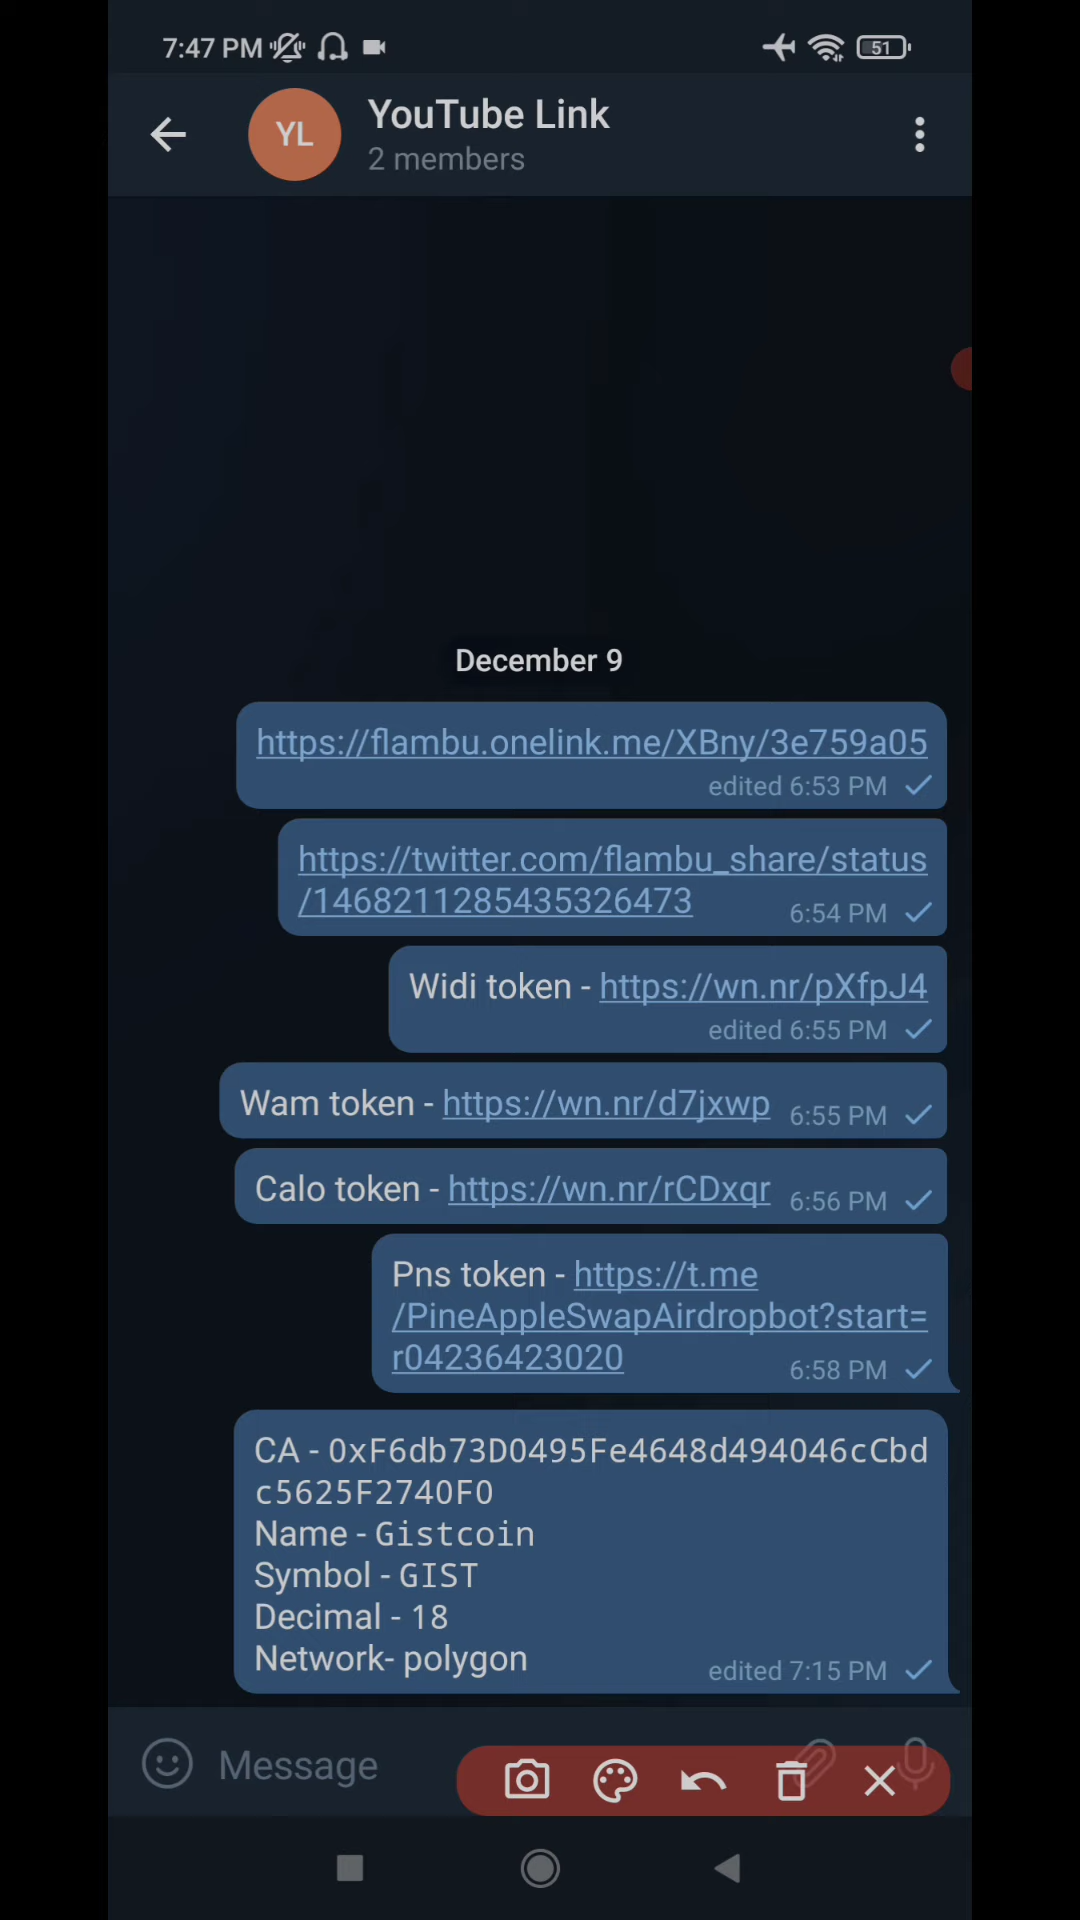 7:47 PM
51
YL
YouTube Link
2 members
December 9
https://flambu.onelink.me/XBny/3e759a05
edited 6:53 PM
https://twitter.com/flambu_share/status
/1468211285435326473
6:54 PM
Widi token - https://wn.nr/pXfpJ4
edited 6:55 PM
Wam token - https://wn.nr/d7jxwp 6:55 PM
Calo token - https://wn.nr/rCDxqr 6:56 PM
Pns token - https://t.me
/PineAppleSwapAirdropbot?start=
r04236423020
6:58 PM
CA - 0xF6db73D0495Fe4648d494046cCbd
c5625F2740F0
Name - Gistcoin
Symbol - GIST
Decimal - 18
Network- polygon
edited 7:15 PM
Message